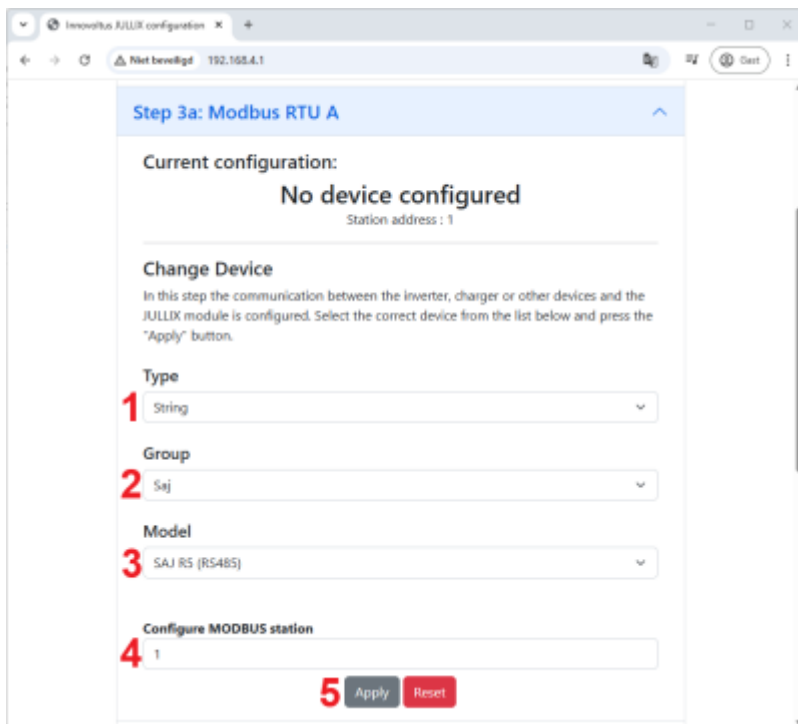 Innovoltus JULLIX configuration
Niet beveiligd 192.168.4.1
Gast
Step 3a: Modbus RTU A
Current configuration:
No device configured
Station address : 1
Change Device
In this step the communication between the inverter, charger or other devices and the
JULLIX module is configured. Select the correct device from the list below and press the
"Apply" button.
Type
1 String
Group
2 Saj
Model
3 SAJ R5 (RS485)
Configure MODBUS station
4 1
5 Apply Reset